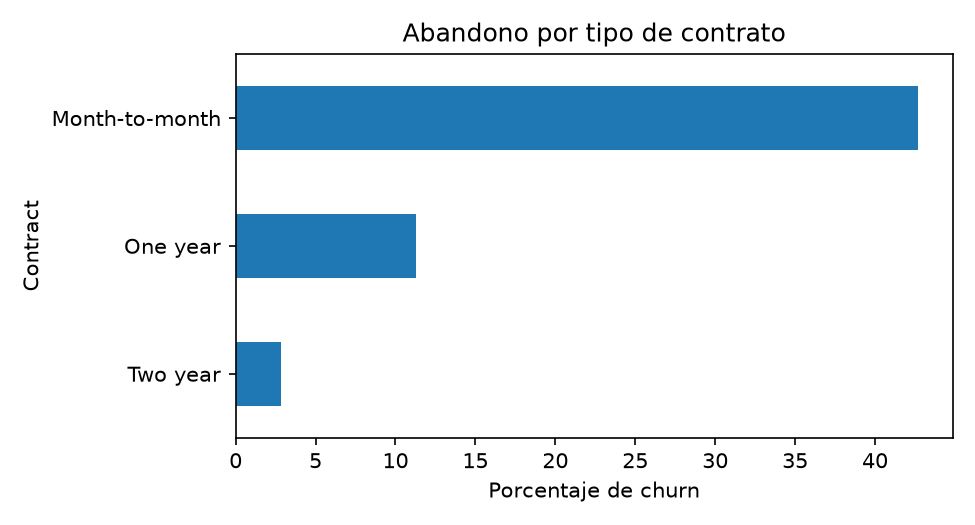 Abandono por tipo de contrato
Month-to-month
One year
Two year
Contract
0 5 10 15 20 25 30 35 40
Porcentaje de churn